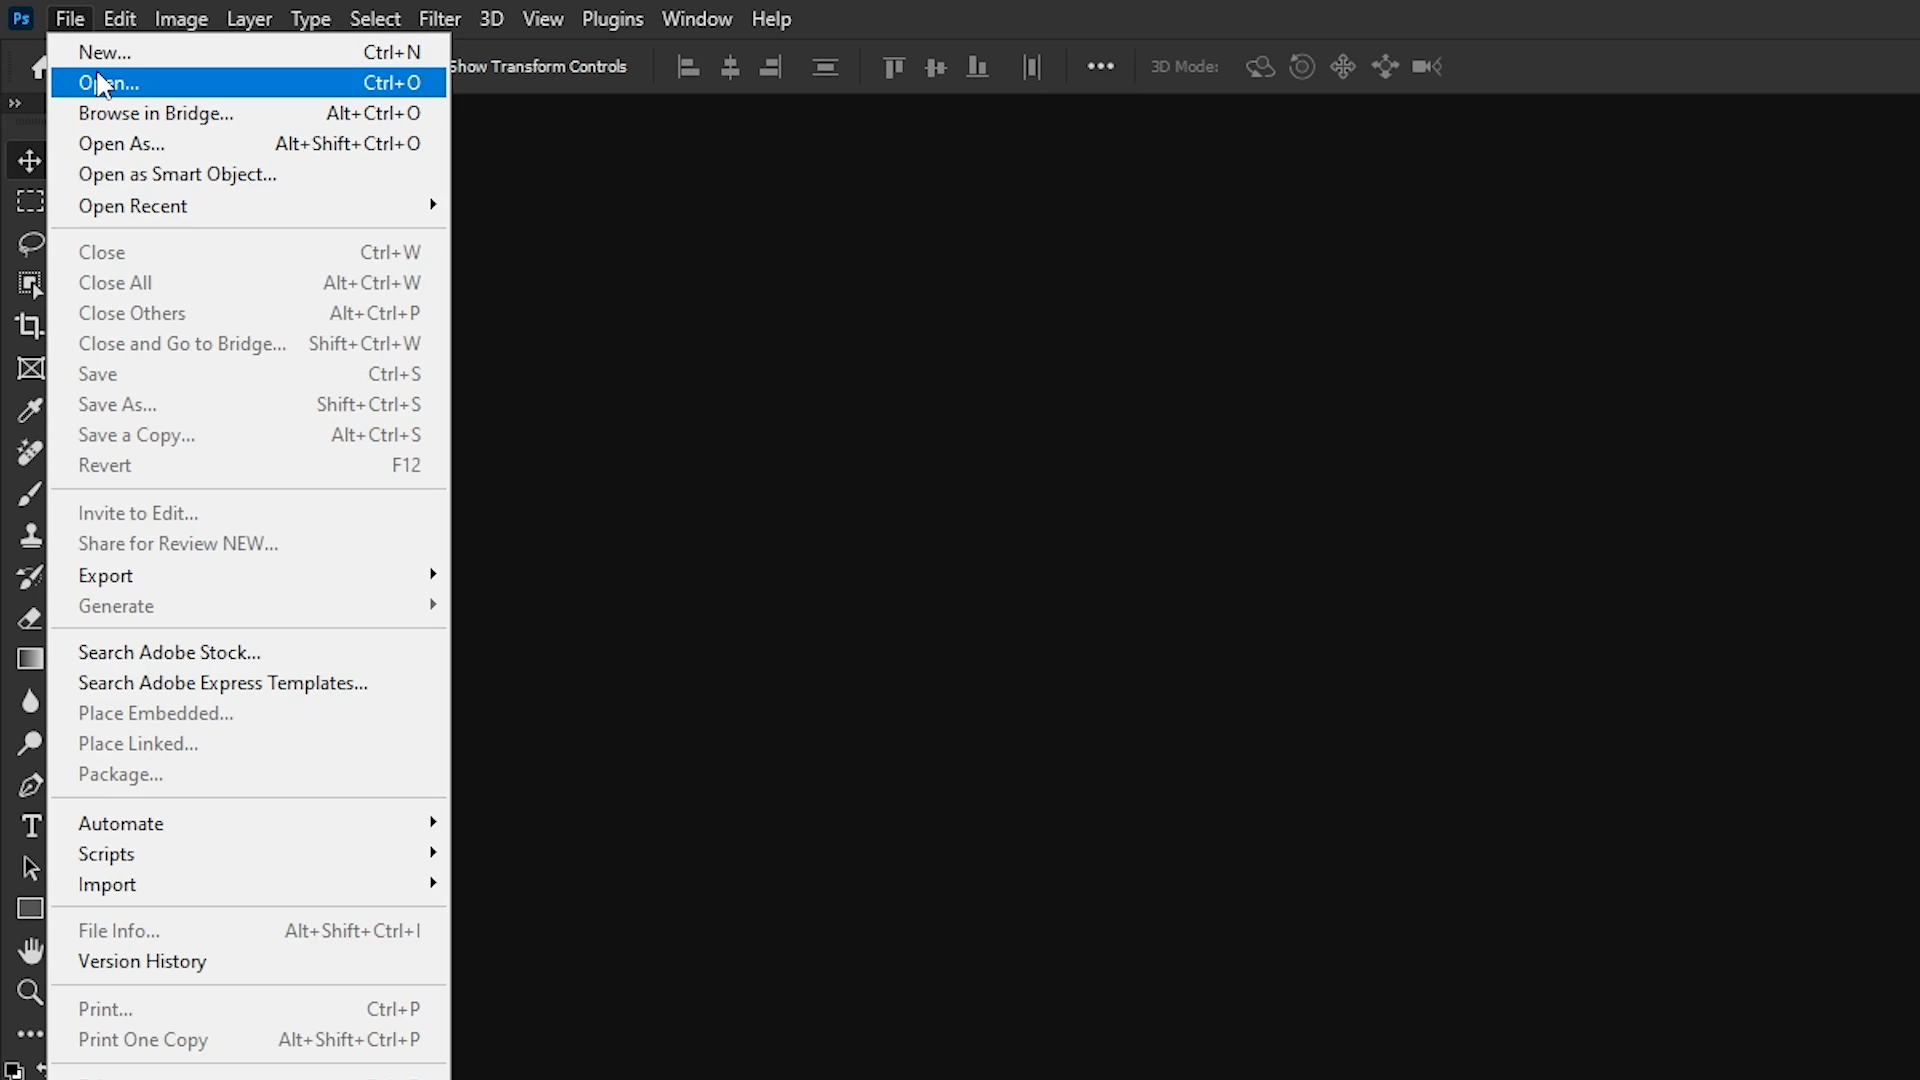 Ps File Edit Image Layer Type Select Filter 3D View Plugins Window Help
Show Transform Controls
3D Mode:
New... Ctrl+N
Open... Ctrl+O
Browse in Bridge... Alt+Ctrl+O
Open As... Alt+Shift+Ctrl+O
Open as Smart Object...
Open Recent
Close Ctrl+W
Close All Alt+Ctrl+W
Close Others Alt+Ctrl+P
Close and Go to Bridge... Shift+Ctrl+W
Save Ctrl+S
Save As... Shift+Ctrl+S
Save a Copy... Alt+Ctrl+S
Revert F12
Invite to Edit...
Share for Review NEW...
Export
Generate
Search Adobe Stock...
Search Adobe Express Templates...
Place Embedded...
Place Linked...
Package...
Automate
Scripts
Import
File Info... Alt+Shift+Ctrl+I
Version History
Print... Ctrl+P
Print One Copy Alt+Shift+Ctrl+P